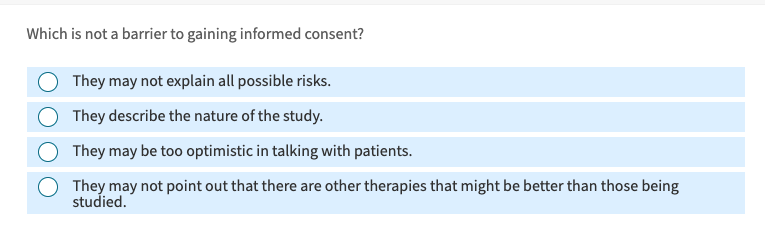 Which is not a barrier to gaining informed consent?
They may not explain all possible risks.
They describe the nature of the study.
They may be too optimistic in talking with patients.
They may not point out that there are other therapies that might be better than those being
studied.